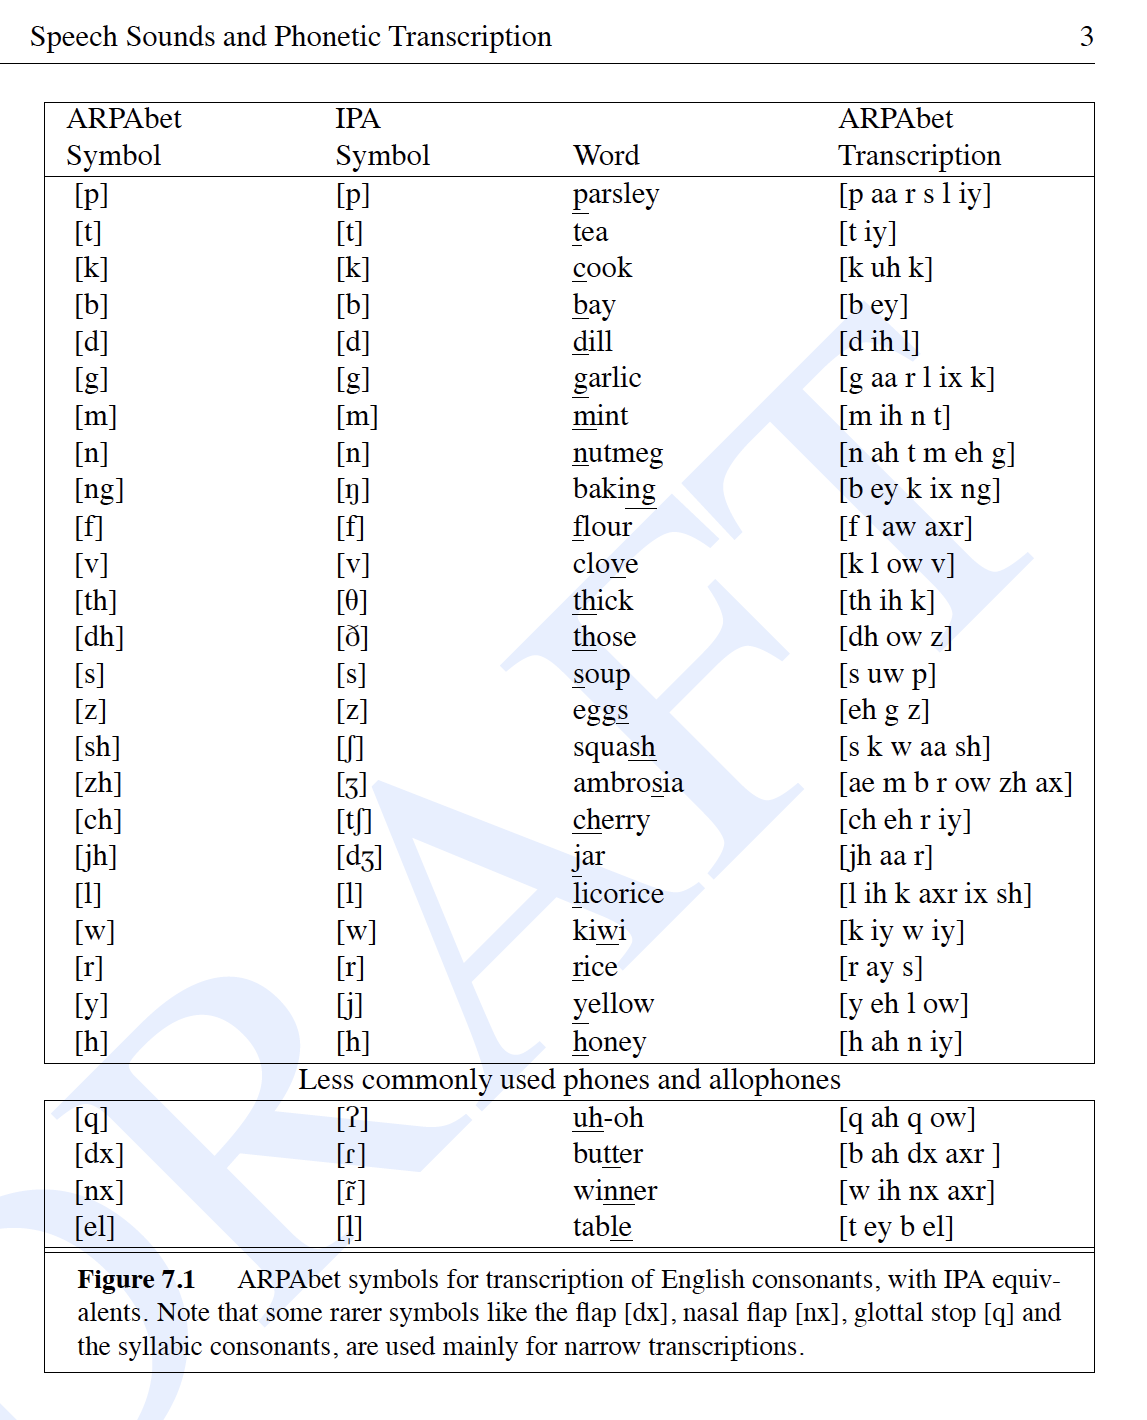 Speech Sounds and Phonetic Transcription 3
ARPAbet IPA ARPAbet
Symbol Symbol Word Transcription
[p] [p] parsley [p aa r s l iy]
[t] [t] tea [t iy]
[k] [k] cook [k uh k]
[b] [b] bay [b ey]
[d] [d] dill [d ih l]
[g] [g] garlic [g aa r l ix k]
[m] [m] mint [m ih n t]
[n] [n] nutmeg [n ah t m eh g]
[ng] [ŋ] baking [b ey k ix ng]
[f] [f] flour [f l aw axr]
[v] [v] clove [k l ow v]
[th] [θ] thick [th ih k]
[dh] [ð] those [dh ow z]
[s] [s] soup [s uw p]
[z] [z] eggs [eh g z]
[sh] [ʃ] squash [s k w aa sh]
[zh] [ʒ] ambrosia [ae m b r ow zh ax]
[ch] [tʃ] cherry [ch eh r iy]
[jh] [dʒ] jar [jh aa r]
[l] [l] licorice [l ih k axr ix sh]
[w] [w] kiwi [k iy w iy]
[r] [r] rice [r ay s]
[y] [j] yellow [y eh l ow]
[h] [h] honey [h ah n iy]
Less commonly used phones and allophones
[q] [ʔ] uh-oh [q ah q ow]
[dx] [ɾ] butter [b ah dx axr ]
[nx] [ɾ̃] winner [w ih nx axr]
[el] [l̩] table [t ey b el]
Figure 7.1 ARPAbet symbols for transcription of English consonants, with IPA equiv-
alents. Note that some rarer symbols like the flap [dx], nasal flap [nx], glottal stop [q] and
the syllabic consonants, are used mainly for narrow transcriptions.
DRAFT